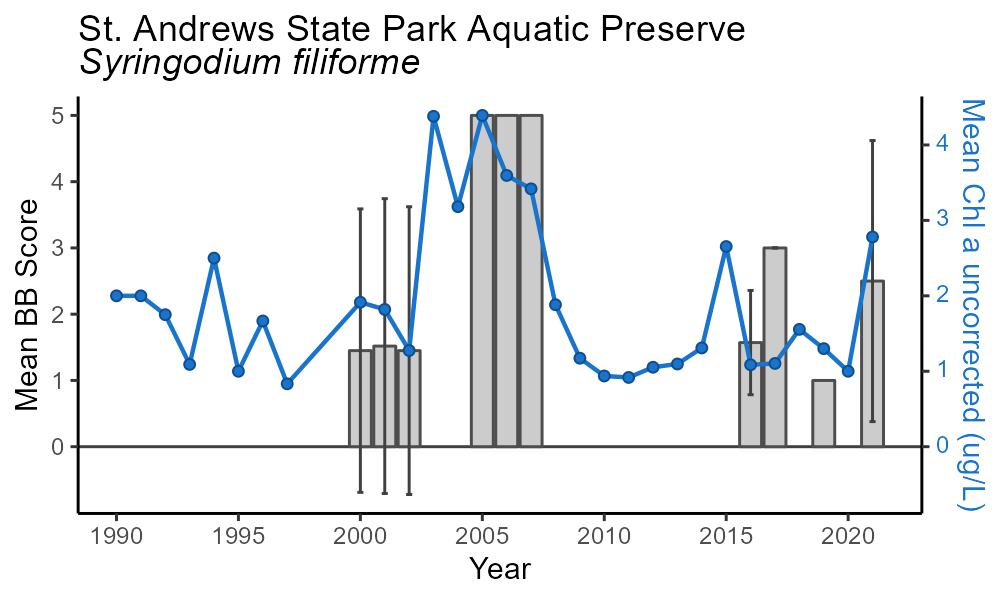 St. Andrews State Park Aquatic Preserve
Syringodium filiforme
Mean BB Score
5
4
3
2
1
0
4
3
2
1
0
Mean Chl a uncorrected (ug/L)
1990 1995 2000 2005 2010 2015 2020
Year